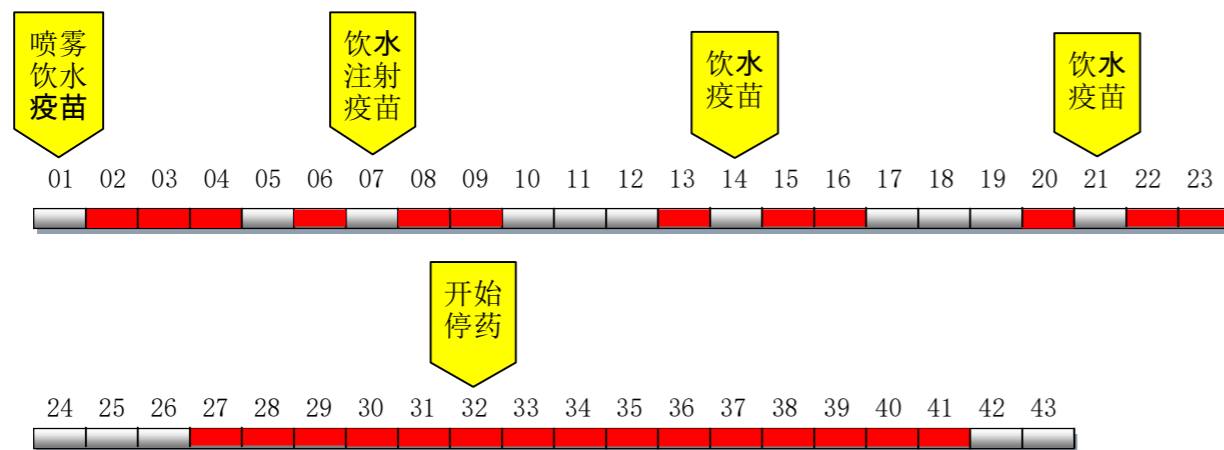 喷雾
饮水
疫苗
饮水
注射
疫苗
饮水
疫苗
饮水
疫苗
01 02 03 04 05 06 07 08 09 10 11 12 13 14 15 16 17 18 19 20 21 22 23
开始
停药
24 25 26 27 28 29 30 31 32 33 34 35 36 37 38 39 40 41 42 43